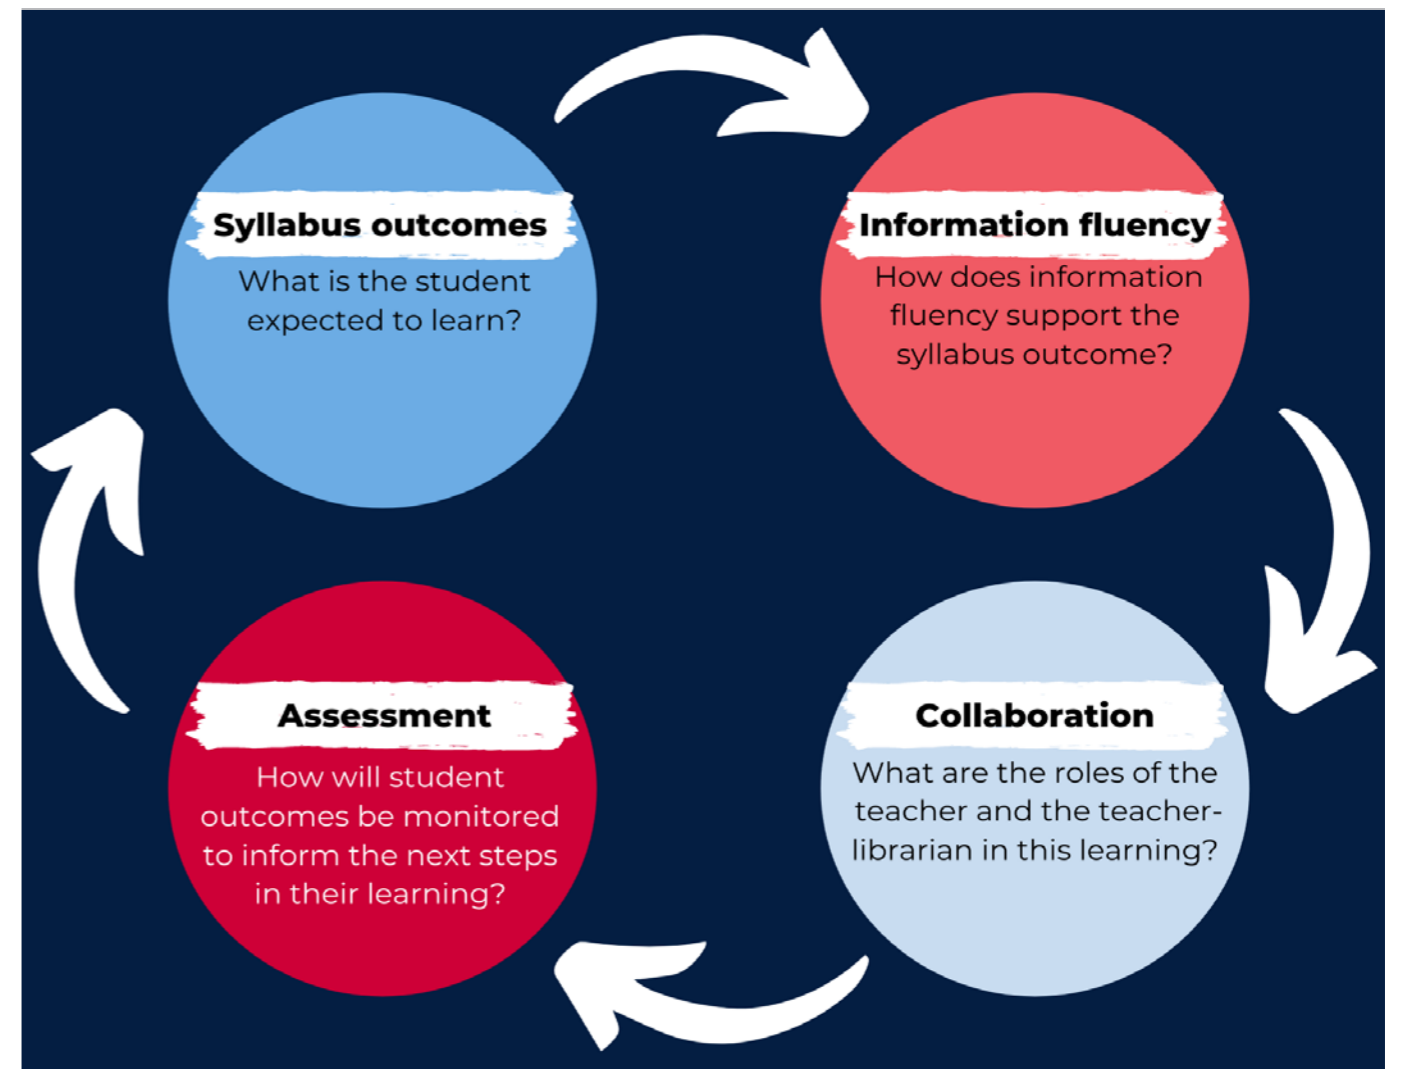 Syllabus outcomes
What is the student
expected to learn?
Information fluency
How does information
fluency support the
syllabus outcome?
Collaboration
What are the roles of the
teacher and the teacher-
librarian in this learning?
Assessment
How will student
outcomes be monitored
to inform the next steps
in their learning?